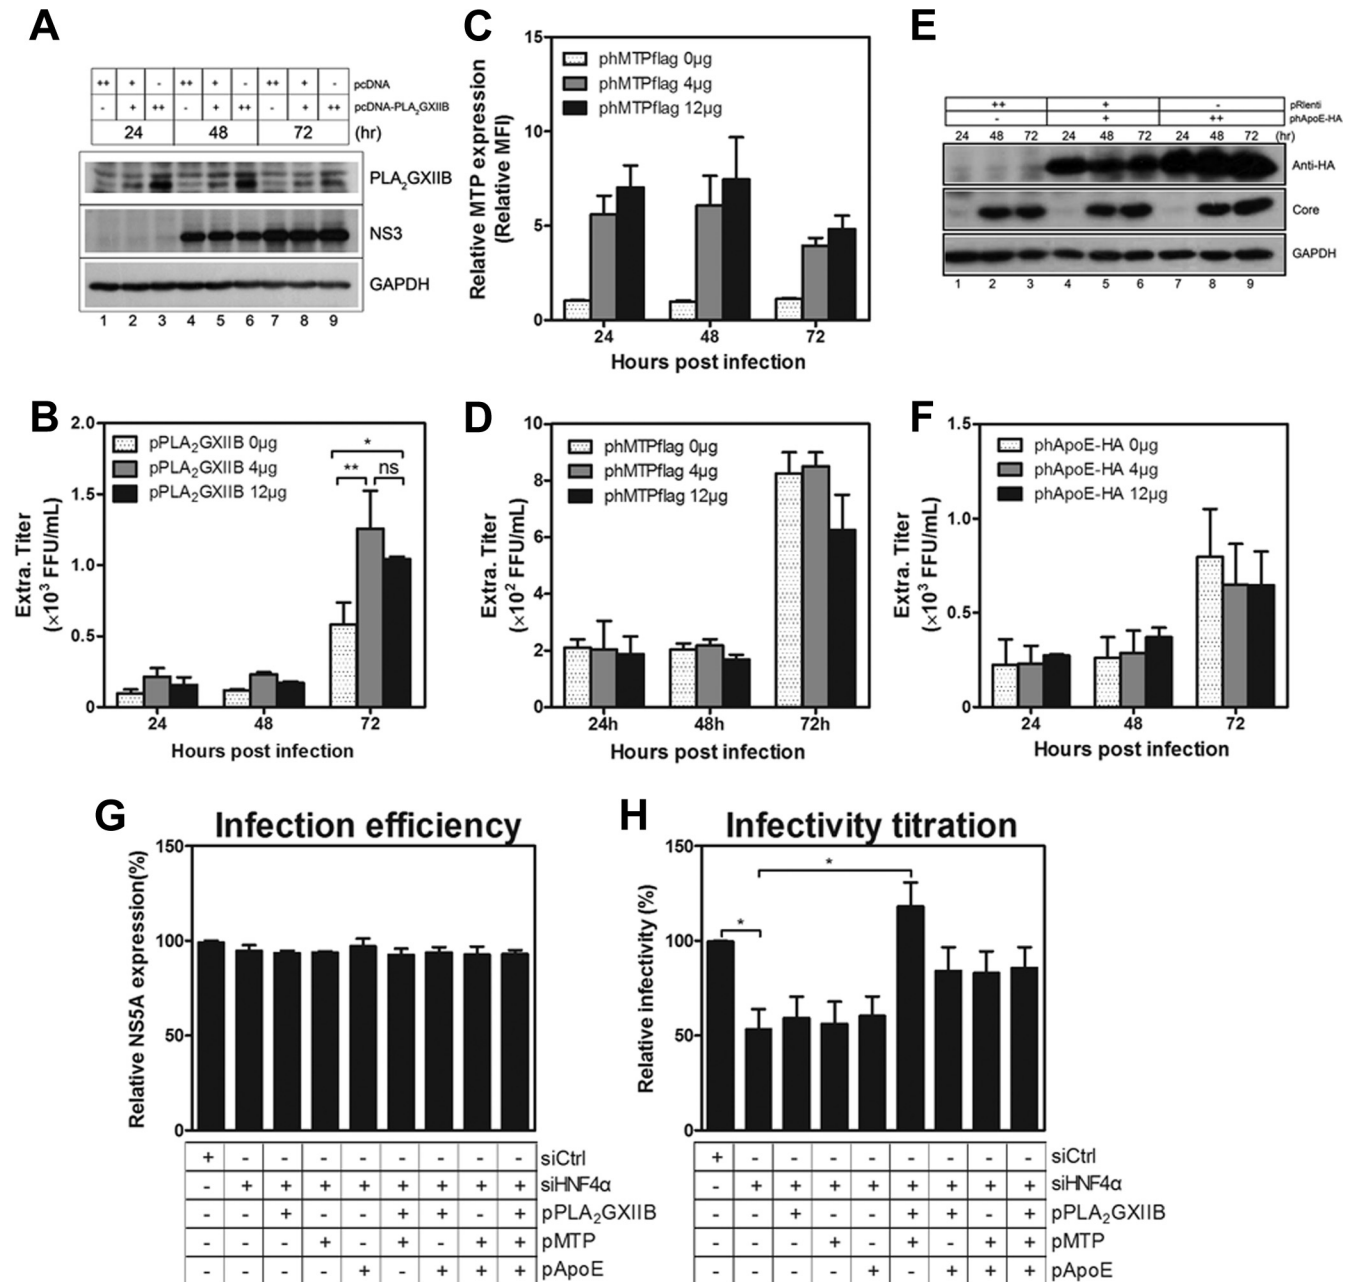 A
++ + - ++ + - ++ + - pcDNA
- + ++ - + ++ - + ++ pcDNA-PLA₂GXIIB
24 48 72 (hr)
PLA₂GXIIB
NS3
GAPDH
1 2 3 4 5 6 7 8 9
C
15
10
5
0
Relative MTP expression
(Relative MFI)
phMTPflag 0μg
phMTPflag 4μg
phMTPflag 12μg
24 48 72
Hours post infection
E
++ + - pRlenti
- + ++ phApoE-HA
24 48 72 24 48 72 24 48 72 (hr)
Anti-HA
Core
GAPDH
1 2 3 4 5 6 7 8 9
B
2.0
1.5
1.0
0.5
0
Extra. Titer
(×10³ FFU/mL)
pPLA₂GXIIB 0μg
pPLA₂GXIIB 4μg
pPLA₂GXIIB 12μg
*
** ns
24 48 72
Hours post infection
D
10
8
6
4
2
0
Extra. Titer
(×10² FFU/mL)
phMTPflag 0μg
phMTPflag 4μg
phMTPflag 12μg
24h 48h 72h
Hours post infection
F
1.5
1.0
0.5
0
Extra. Titer
(×10³ FFU/mL)
phApoE-HA 0μg
phApoE-HA 4μg
phApoE-HA 12μg
24 48 72
Hours post infection
G
Infection efficiency
150
100
50
0
Relative NS5A expression(%)
+ - - - - - - - - siCtrl
- + + + + + + + + siHNF4α
- - + - - + + - + pPLA₂GXIIB
- - - + - + - + + pMTP
- - - - + - + + + pApoE
H
Infectivity titration
150
100
50
0
Relative infectivity (%)
*
*
+ - - - - - - - - siCtrl
- + + + + + + + + siHNF4α
- - + - - + + - + pPLA₂GXIIB
- - - + - + - + + pMTP
- - - - + - + + + pApoE